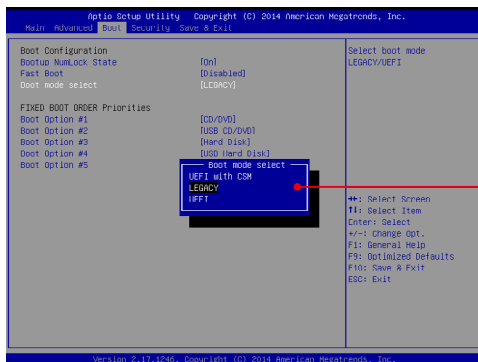 Aptio Setup Utility Copyright (C) 2014 American Megatrends, Inc.
Main Advanced Boot Security Save & Exit
Boot Configuration
Bootup NumLock State [On]
Fast Boot [Disabled]
Boot mode select [LEGACY]
FIXED BOOT ORDER Priorities
Boot Option #1 [CD/DVD]
Boot Option #2 [USB CD/DVD]
Boot Option #3 [Hard Disk]
Boot Option #4 [USB Hard Disk]
Boot Option #5
Boot mode select
UEFI with CSM
LEGACY
UEFI
Select boot mode
LEGACY/UEFI
→←: Select Screen
↑↓: Select Item
Enter: Select
+/-: Change Opt.
F1: General Help
F9: Optimized Defaults
F10: Save & Exit
ESC: Exit
Version 2.17.1246. Copyright (C) 2014 American Megatrends, Inc.